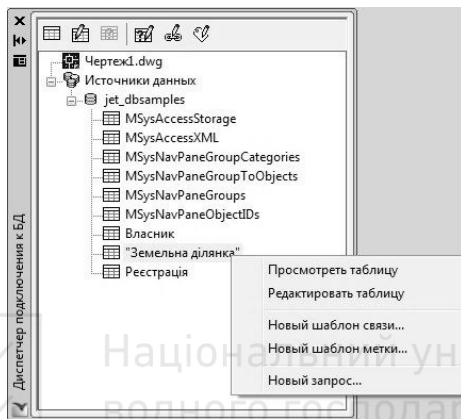 Чертеж1.dwg
Источники данных
jet_dbsamples
MSysAccessStorage
MSysAccessXML
MSysNavPaneGroupCategories
MSysNavPaneGroupToObjects
MSysNavPaneGroups
MSysNavPaneObjectIDs
Власник
"Земельна ділянка"
Реєстрація
Просмотреть таблицу
Редактировать таблицу
Новый шаблон связи...
Новый шаблон метки...
Новый запрос...
Диспетчер подключения к БД
Національний ун
водного господа